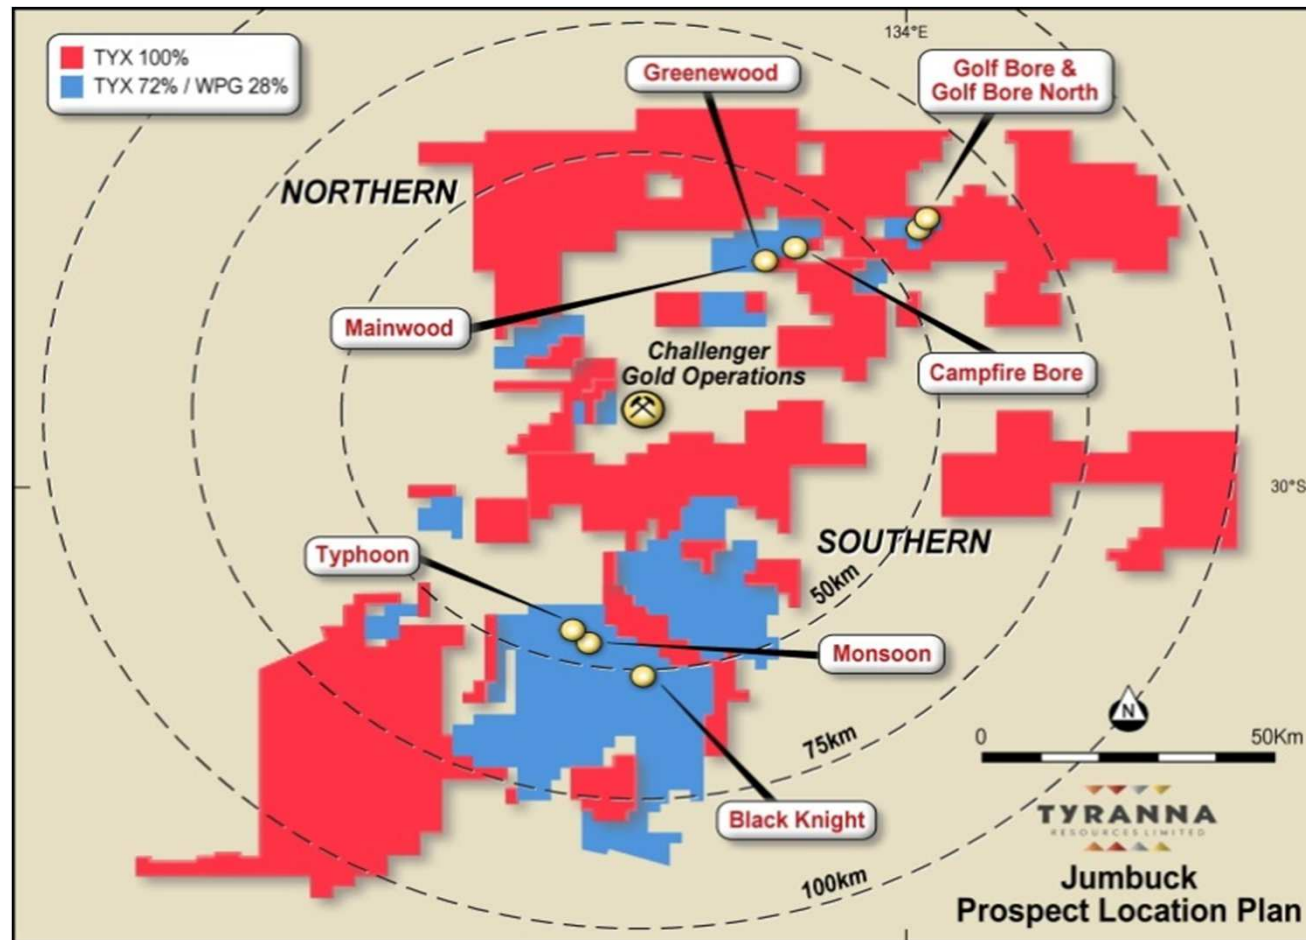 134°E
TYX 100%
TYX 72% / WPG 28%
Greenewood
Golf Bore &
Golf Bore North
NORTHERN
Mainwood
Challenger
Gold Operations
Campfire Bore
30°S
Typhoon
SOUTHERN
50km
Monsoon
N
0
50Km
75km
Black Knight
TYRANNA
RESOURCES LIMITED
100km
Jumbuck
Prospect Location Plan